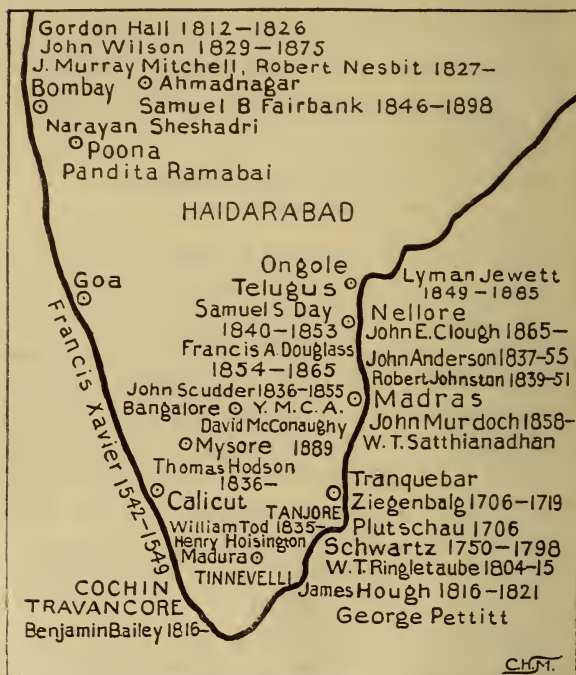 Gordon Hall 1812–1826
John Wilson 1829–1875
J. Murray Mitchell, Robert Nesbit 1827–
Bombay
Ahmadnagar
Samuel B Fairbank 1846–1898
Narayan Sheshadri
Poona
Pandita Ramabai
HAIDARABAD
Goa
Francis Xavier 1542–1549
Ongole
Telugus
Lyman Jewett
1849–1885
Samuel S Day
1840–1853
Nellore
John E. Clough 1865–
Francis A. Douglass
1854–1865
John Anderson 1837-55
Robert Johnston 1839-51
John Scudder 1836–1855
Madras
Bangalore Y.M.C.A.
David McConaughy
1889
John Murdoch 1858–
W.T. Satthianadhan
Mysore
Thomas Hodson
1836–
Calicut
Tranquebar
TANJORE
Ziegenbalg 1706–1719
William Tod 1835–
Plutschau 1706
Henry Hoisington
Schwartz 1750–1798
Madura
W.T. Ringletaube 1804–15
TINNEVELLI
James Hough 1816–1821
COCHIN
TRAVANCORE
George Pettitt
Benjamin Bailey 1816–
C.H.M.